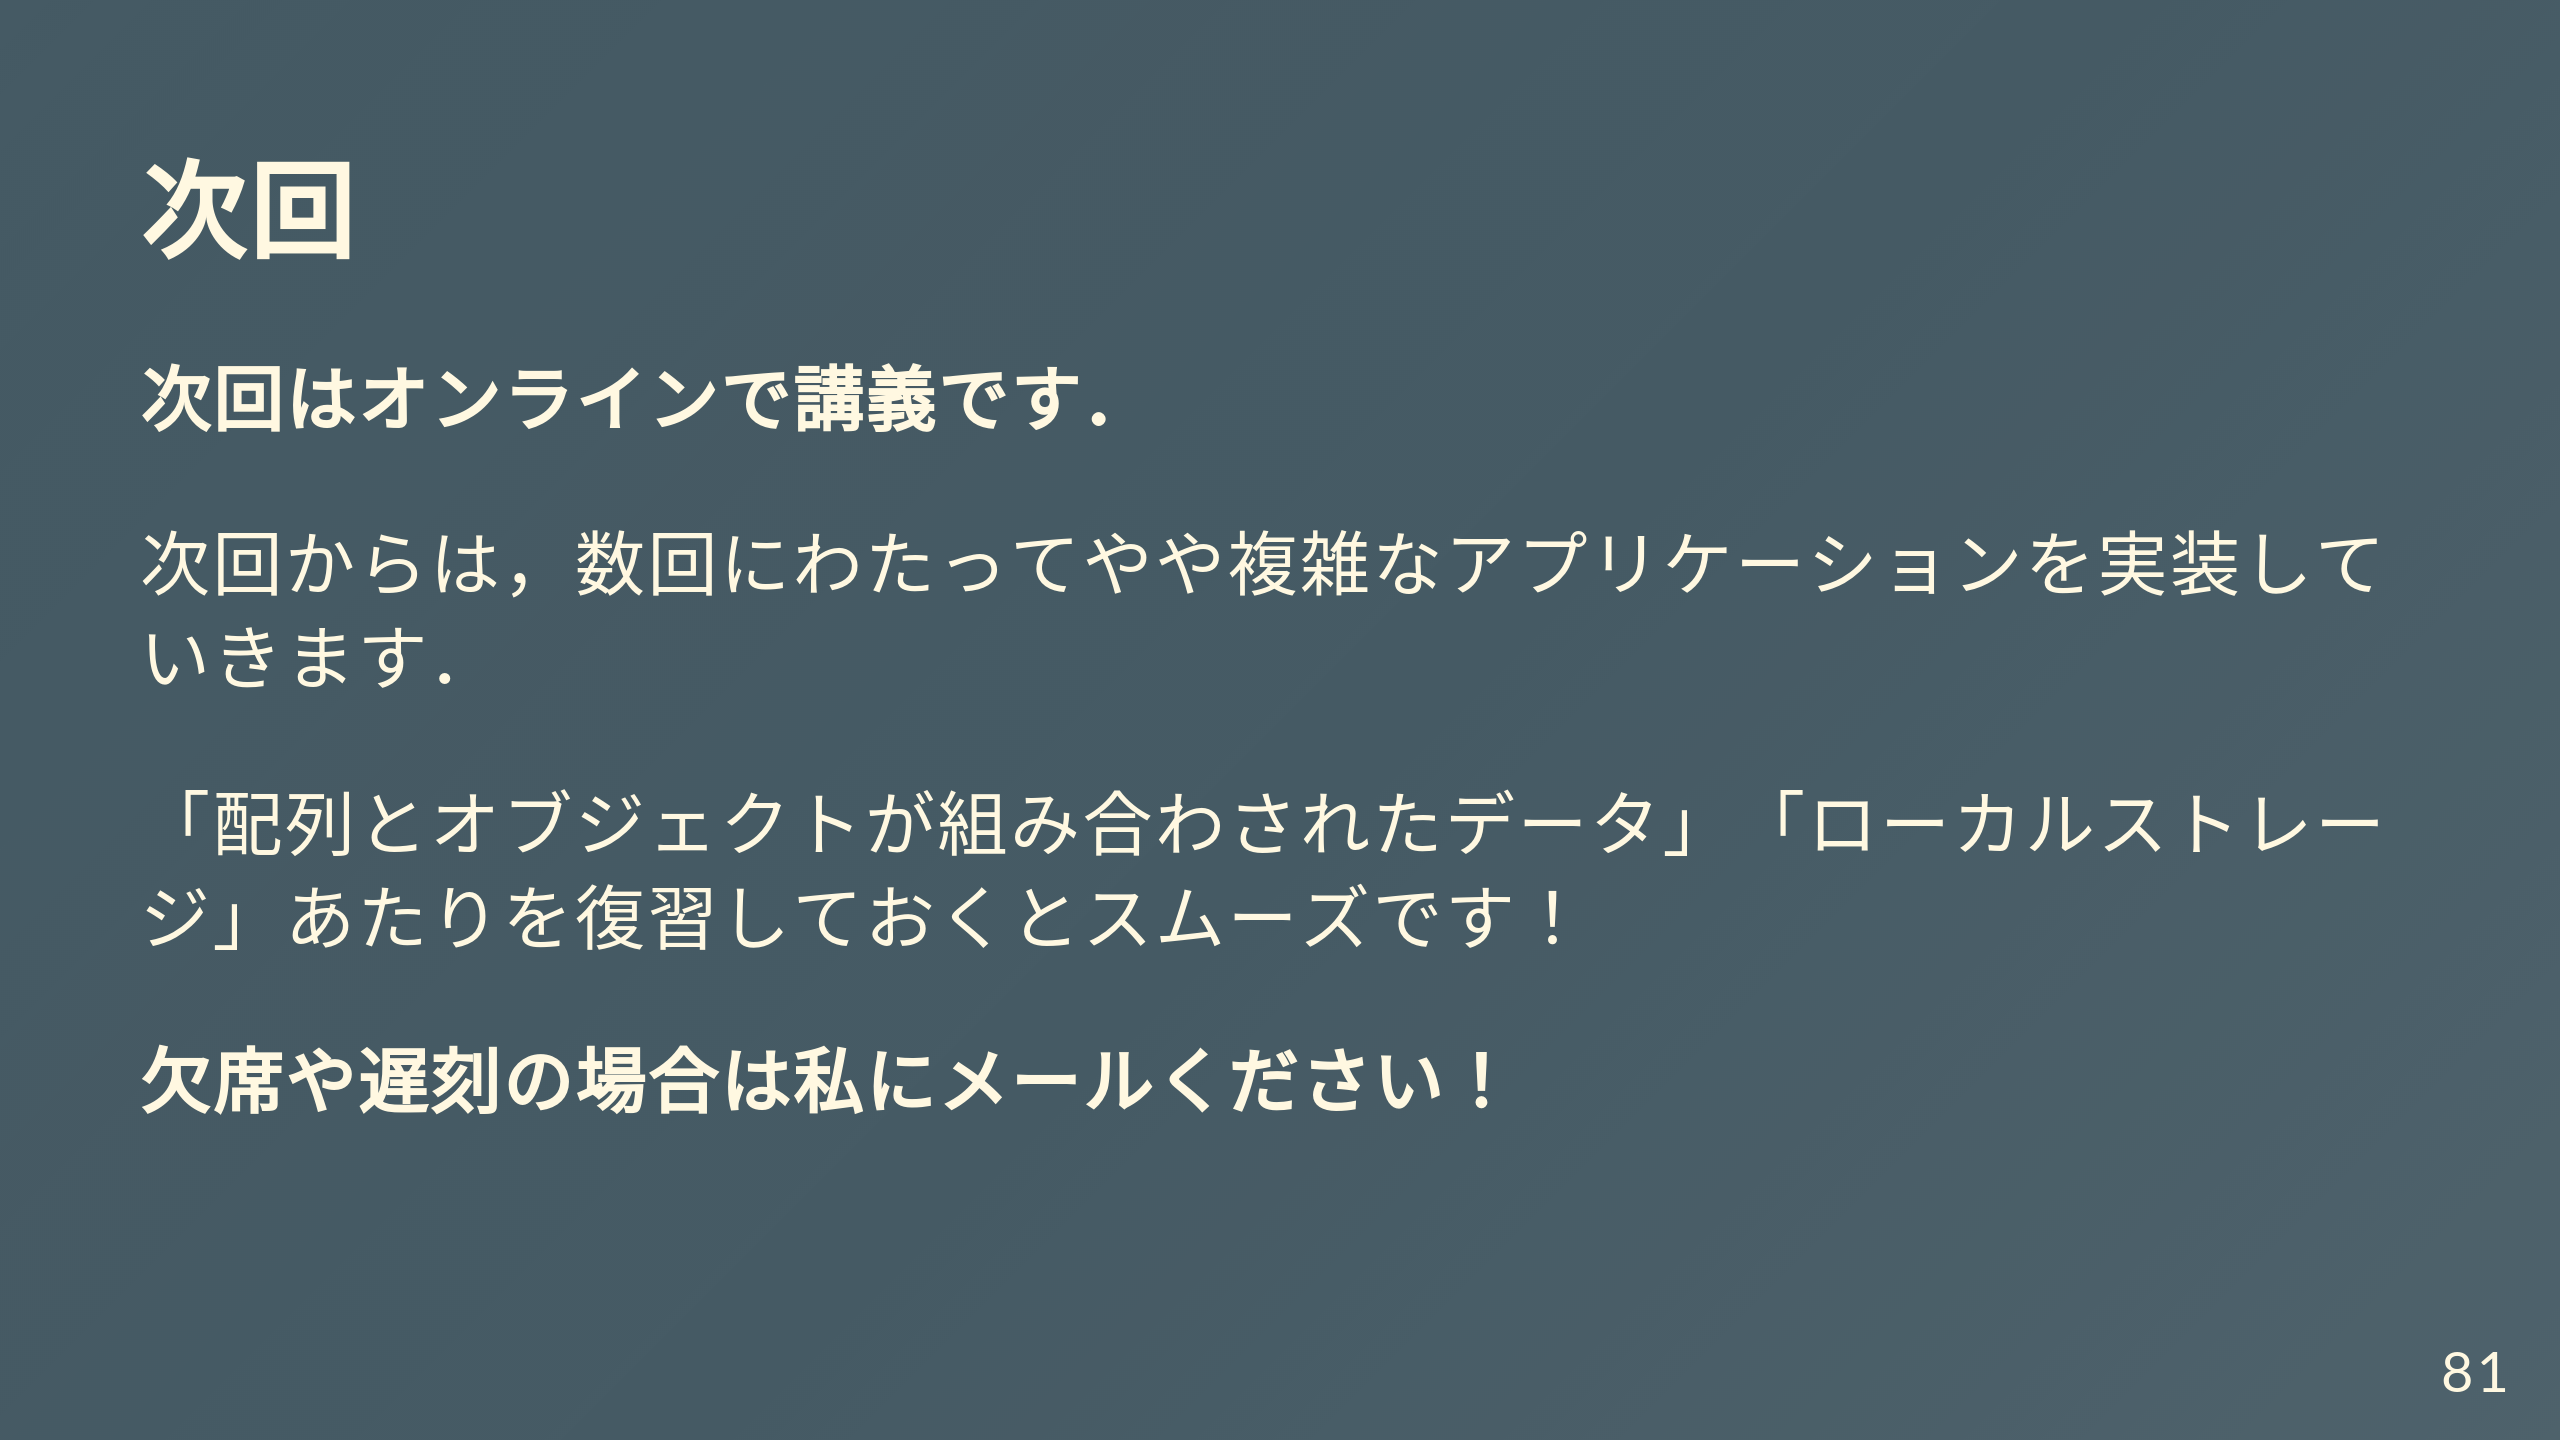 次回
次回はオンラインで講義です．
次回からは，数回にわたってやや複雑なアプリケーションを実装して
いきます．
「配列とオブジェクトが組み合わされたデータ」「ローカルストレー
ジ」あたりを復習しておくとスムーズです！
欠席や遅刻の場合は私にメールください！
81